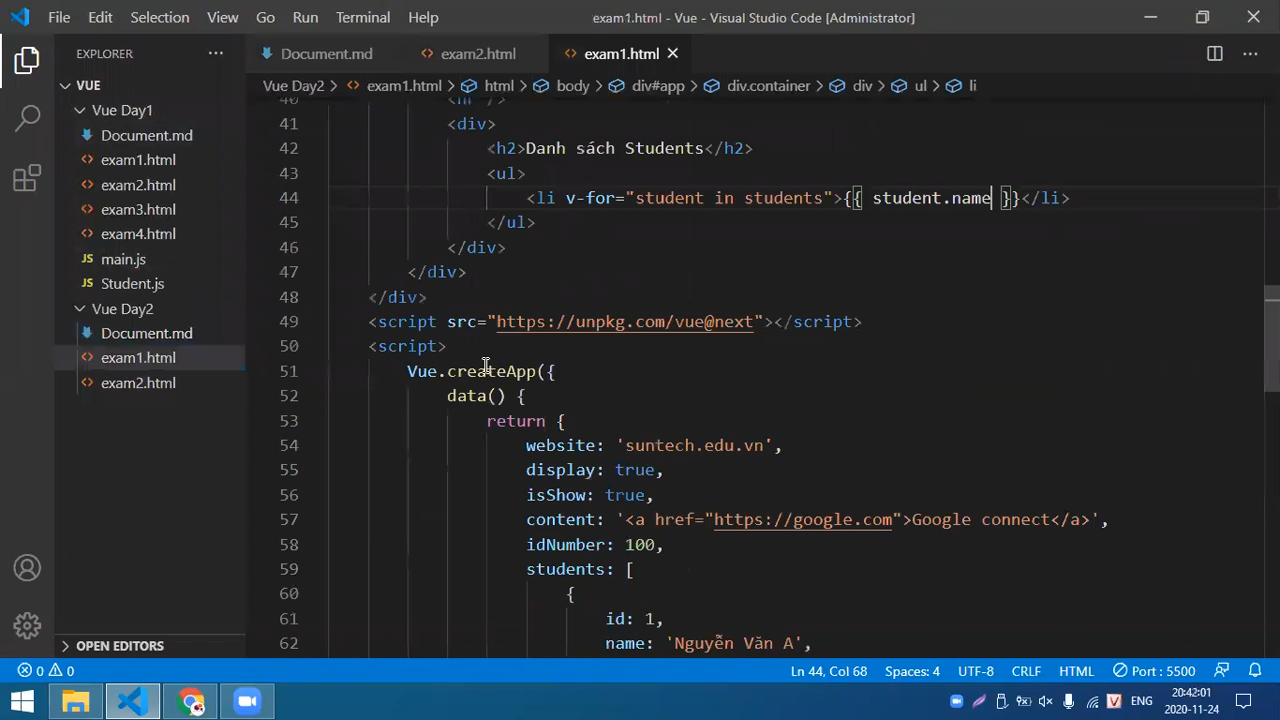 File Edit Selection View Go Run Terminal Help
exam1.html - Vue - Visual Studio Code [Administrator]
EXPLORER
Document.md
exam2.html
exam1.html
VUE
Vue Day2 > exam1.html > html > body > div#app > div.container > div > ul > li
Vue Day1
Document.md
exam1.html
exam2.html
exam3.html
exam4.html
main.js
Student.js
Vue Day2
Document.md
exam1.html
exam2.html
OPEN EDITORS
40 <hr />
41 <div>
42 <h2>Danh sách Students</h2>
43 <ul>
44 <li v-for="student in students">{{ student.name }}</li>
45 </ul>
46 </div>
47 </div>
48 </div>
49 <script src="https://unpkg.com/vue@next"></script>
50 <script>
51 Vue.createApp({
52 data() {
53 return {
54 website: 'suntech.edu.vn',
55 display: true,
56 isShow: true,
57 content: '<a href="https://google.com">Google connect</a>',
58 idNumber: 100,
59 students: [
60 {
61 id: 1,
62 name: 'Nguyễn Văn A',
0 0 Ln 44, Col 68 Spaces: 4 UTF-8 CRLF HTML Port : 5500
V ENG
20:42:01
2020-11-24